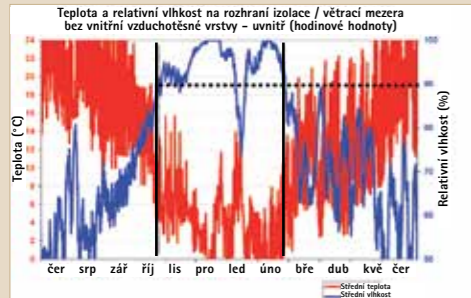 Teplota a relativní vlhkost na rozhraní izolace / větrací mezera
bez vnitřní vzduchotěsné vrstvy – uvnitř (hodinové hodnoty)
24
22
20
18
16
14
12
10
8
6
4
2
0
Teplota (°C)
100
90
80
70
60
50
Relativní vlhkost (%)
čer srp zář říj lis pro led úno bře dub kvě čer
Střední teplota
Střední vlhkost